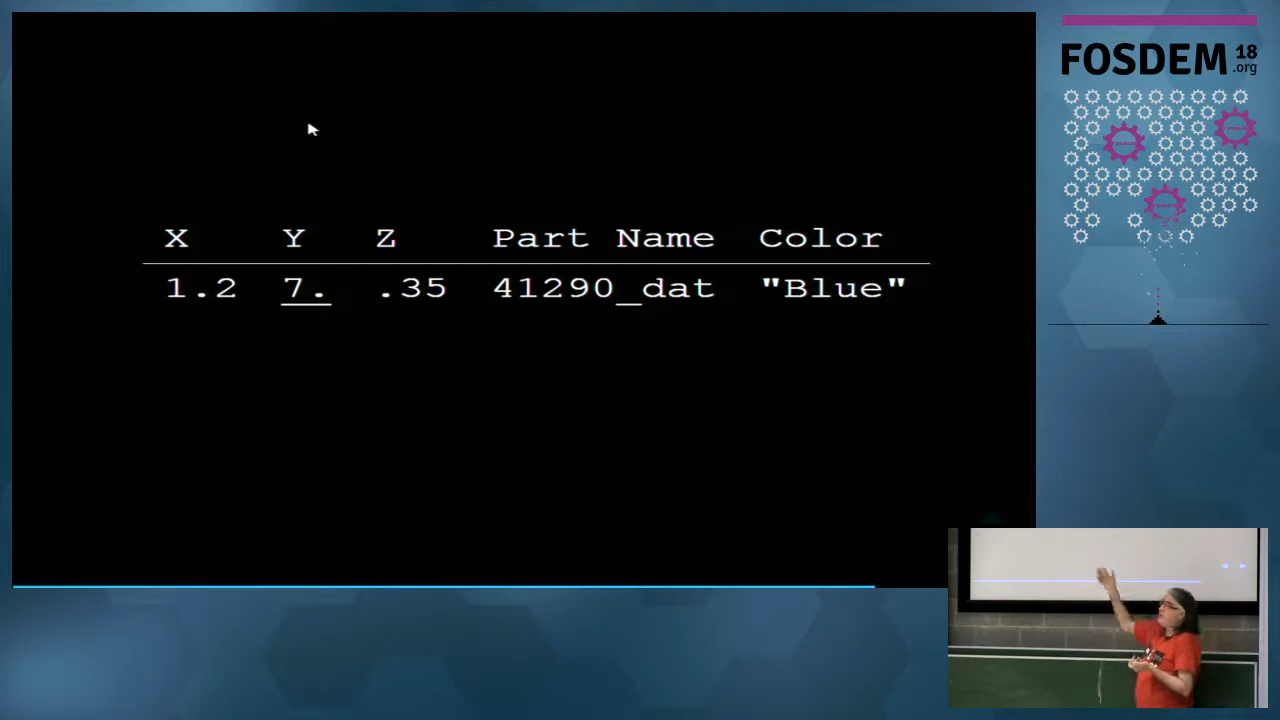 X Y Z Part Name Color
1.2 7. .35 41290_dat "Blue"
FOSDEM 18
.org